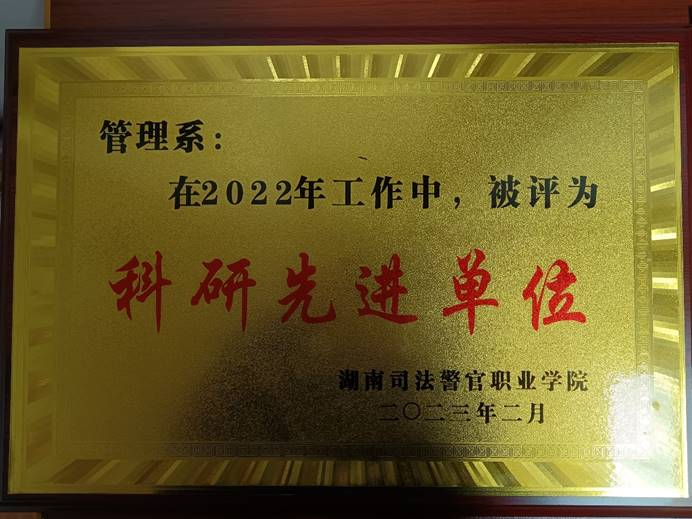 管理系：
在2022年工作中，被评为
科研先进单位
湖南司法警官职业学院
二〇二三年二月